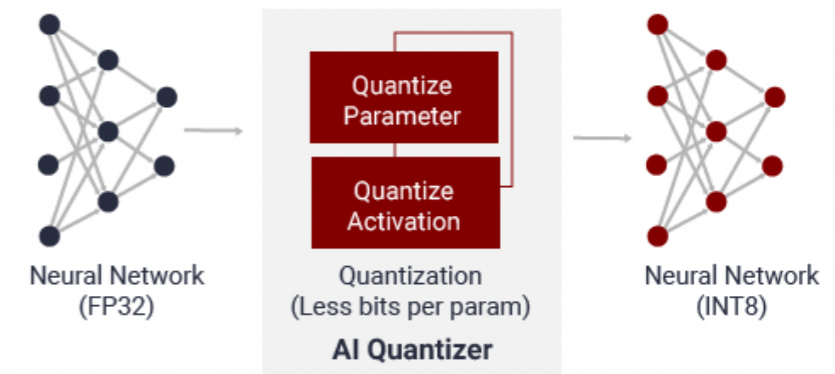 Quantize
Parameter
Quantize
Activation
Neural Network
(FP32)
Quantization
(Less bits per param)
AI Quantizer
Neural Network
(INT8)